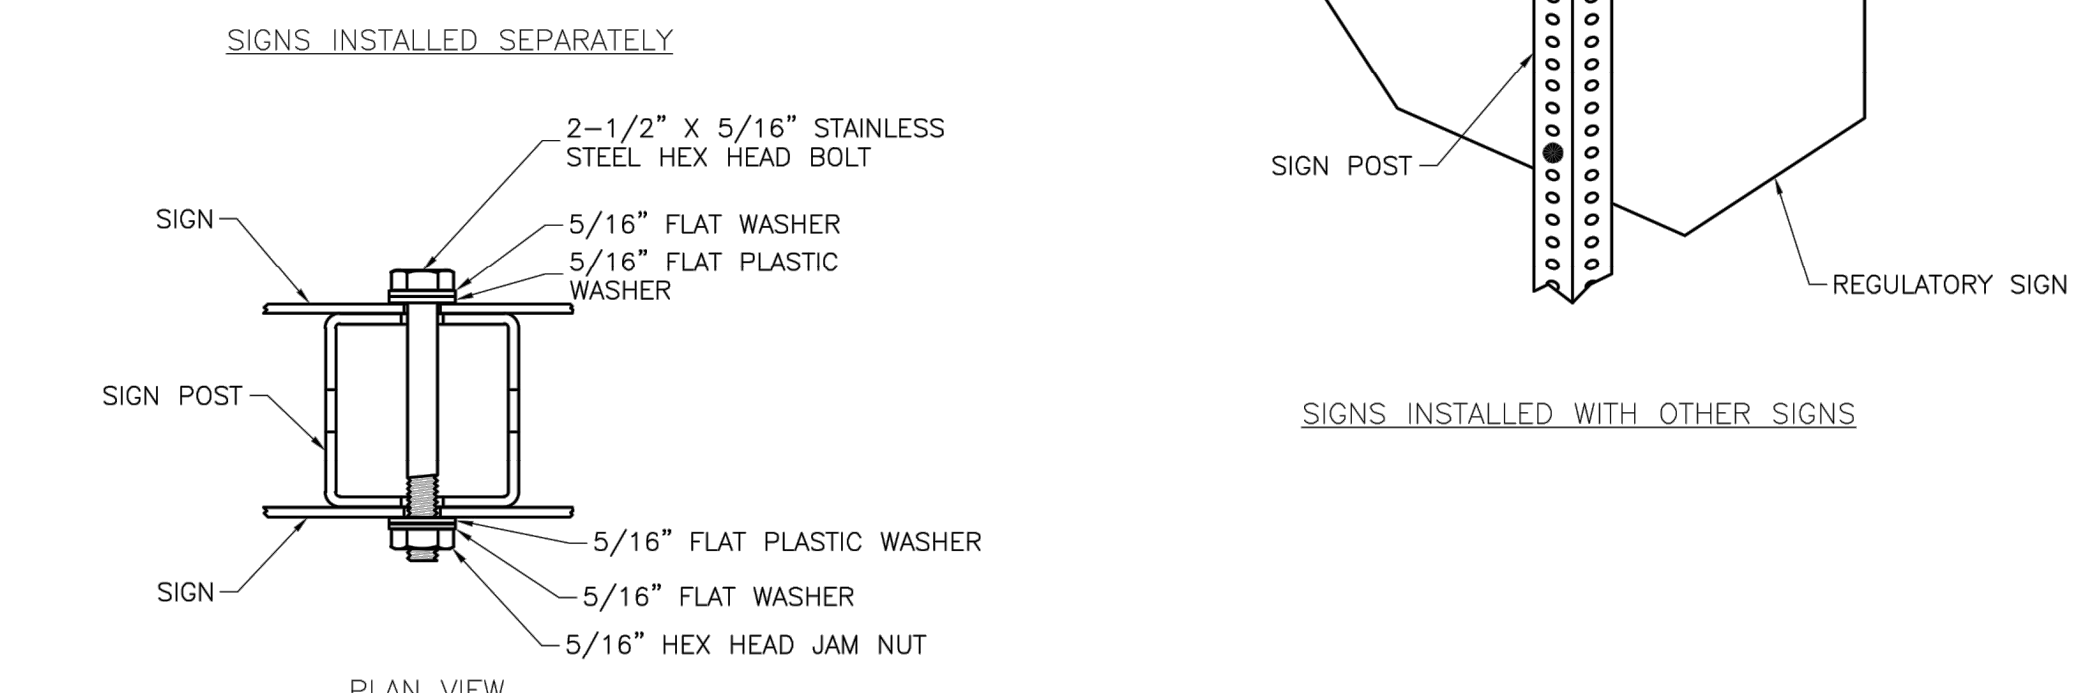 SIGNS INSTALLED SEPARATELY
2-1/2” X 5/16” STAINLESS
STEEL HEX HEAD BOLT
SIGN
5/16” FLAT WASHER
5/16” FLAT PLASTIC
WASHER
SIGN POST
5/16” FLAT PLASTIC WASHER
SIGN
5/16” FLAT WASHER
5/16” HEX HEAD JAM NUT
PLAN VIEW
SIGN POST
REGULATORY SIGN
SIGNS INSTALLED WITH OTHER SIGNS